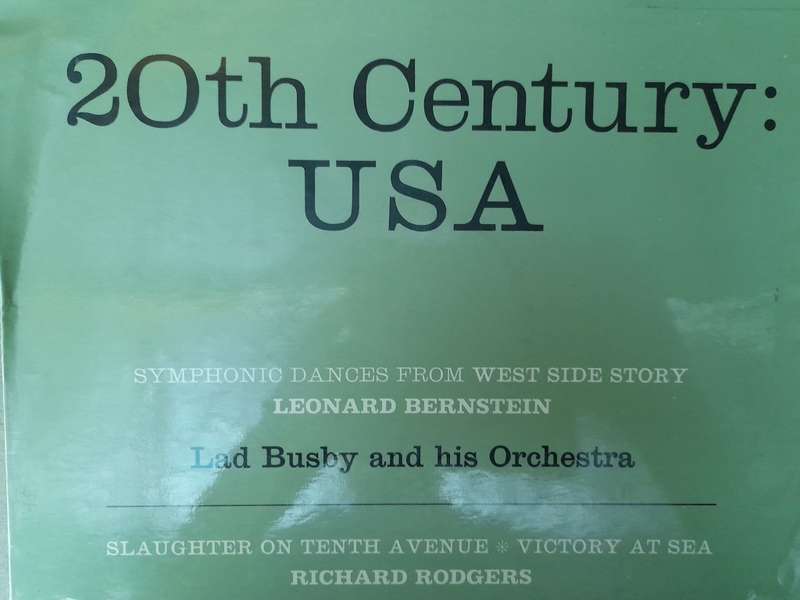 20th Century:
USA
SYMPHONIC DANCES FROM WEST SIDE STORY
LEONARD BERNSTEIN
Lad Busby and his Orchestra
SLAUGHTER ON TENTH AVENUE ※ VICTORY AT SEA
RICHARD RODGERS